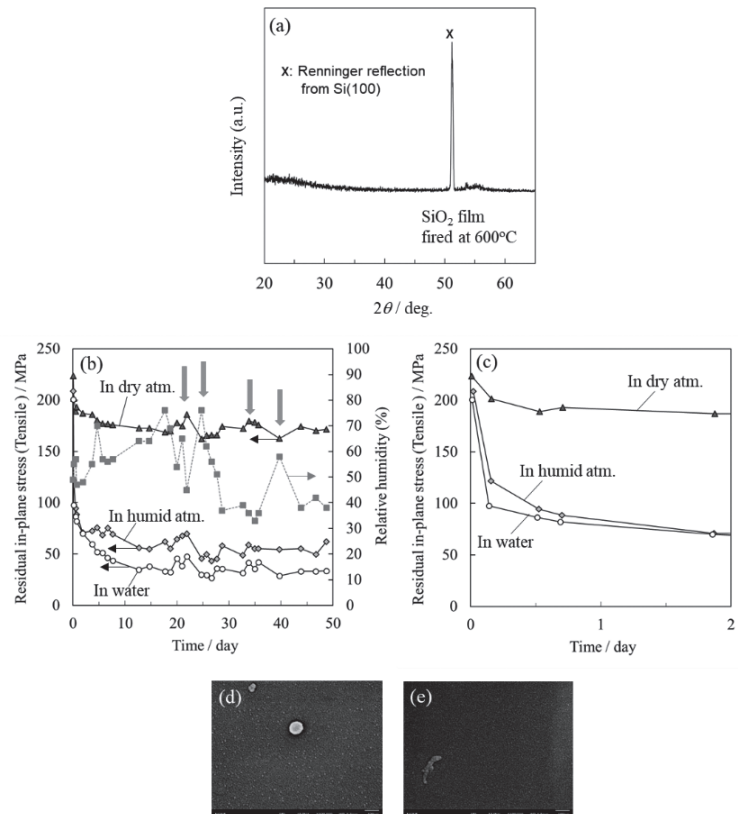 (a)
X
X: Renninger reflection
from Si(100)
Intensity (a.u.)
SiO2 film
fired at 600°C
20 30 40 50 60
2θ / deg.
(b)
250
200
150
100
50
0
Residual in-plane stress (Tensile) / MPa
In dry atm.
In humid atm.
In water
100
90
80
70
60
50
40
30
20
10
0
Relative humidity (%)
0 10 20 30 40 50
Time / day
(c)
250
200
150
100
50
0
Residual in-plane stress (Tensile) / MPa
In dry atm.
In humid atm.
In water
0 1 2
Time / day
(d)
(e)